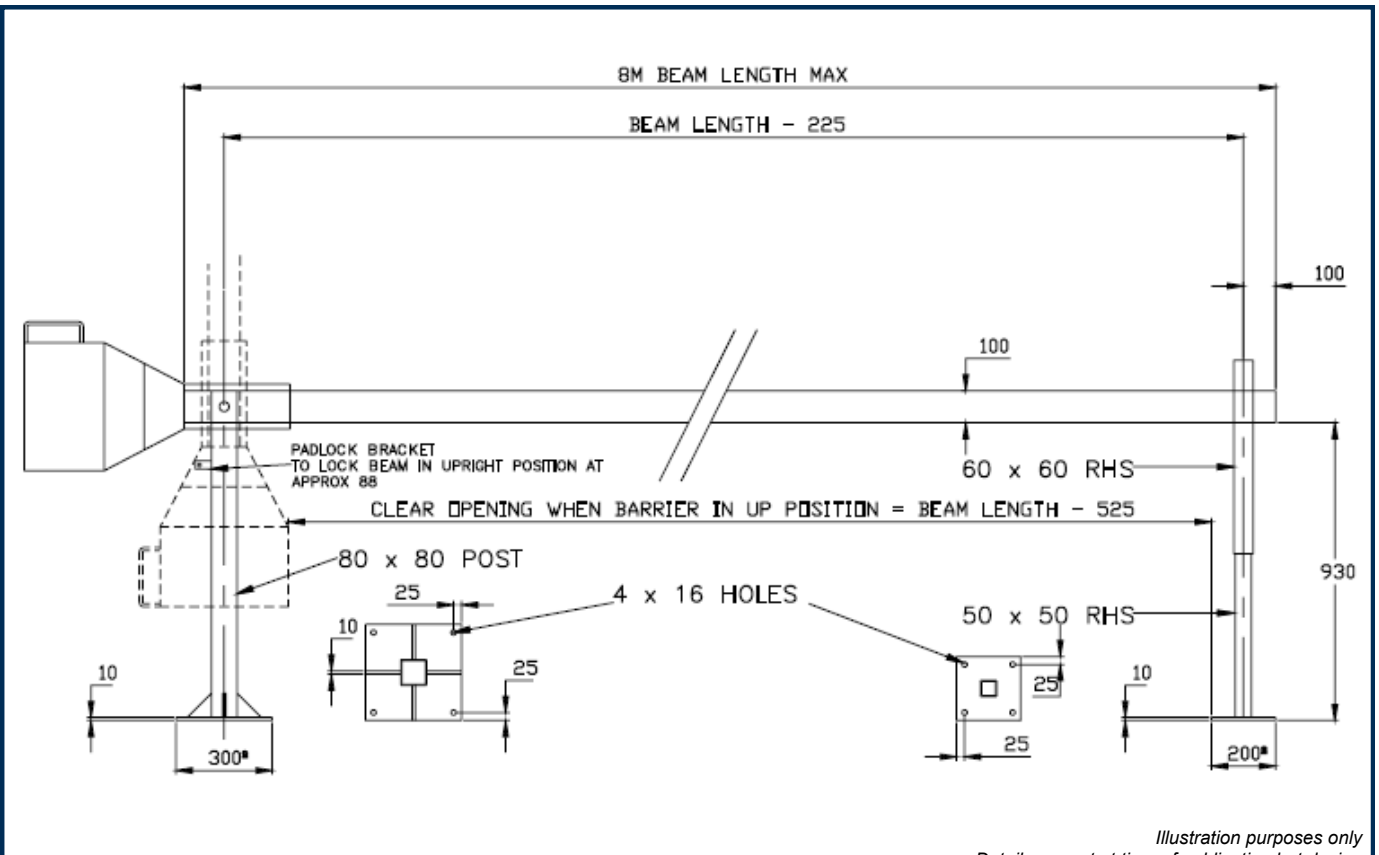 8M BEAM LENGTH MAX
BEAM LENGTH - 225
100
100
PADLOCK BRACKET
TO LOCK BEAM IN UPRIGHT POSITION AT
APPROX 88
60 x 60 RHS
CLEAR OPENING WHEN BARRIER IN UP POSITION = BEAM LENGTH - 525
80 x 80 POST
930
25
4 x 16 HOLES
50 x 50 RHS
10
10
25
25
10
25
300
200
Illustration purposes only